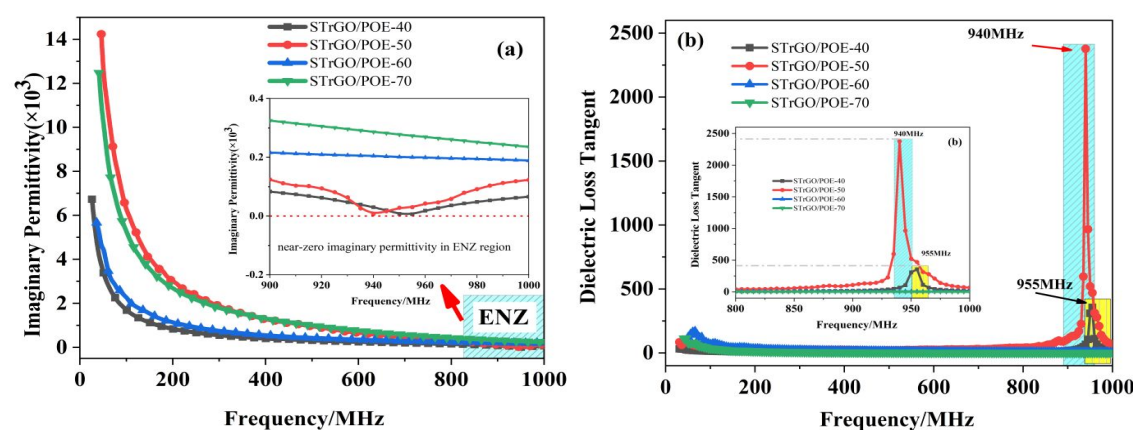 (a)
STrGO/POE-40
STrGO/POE-50
STrGO/POE-60
STrGO/POE-70
Imaginary Permittivity(×10³)
14
12
10
8
6
4
2
0
0 200 400 600 800 1000
Frequency/MHz
Imaginary Permittivity(×10³)
0.4
0.2
0.0
-0.2
near-zero imaginary permittivity in ENZ region
900 920 940 960 980 1000
Frequency/MHz
ENZ
(b)
STrGO/POE-40
STrGO/POE-50
STrGO/POE-60
STrGO/POE-70
940MHz
955MHz
Dielectric Loss Tangent
2500
2000
1500
1000
500
0
0 200 400 600 800 1000
Frequency/MHz
Dielectric Loss Tangent
2500
2000
1500
1000
500
0
940MHz
(b)
STrGO/POE-40
STrGO/POE-50
STrGO/POE-60
STrGO/POE-70
955MHz
800 850 900 950 1000
Frequency/MHz